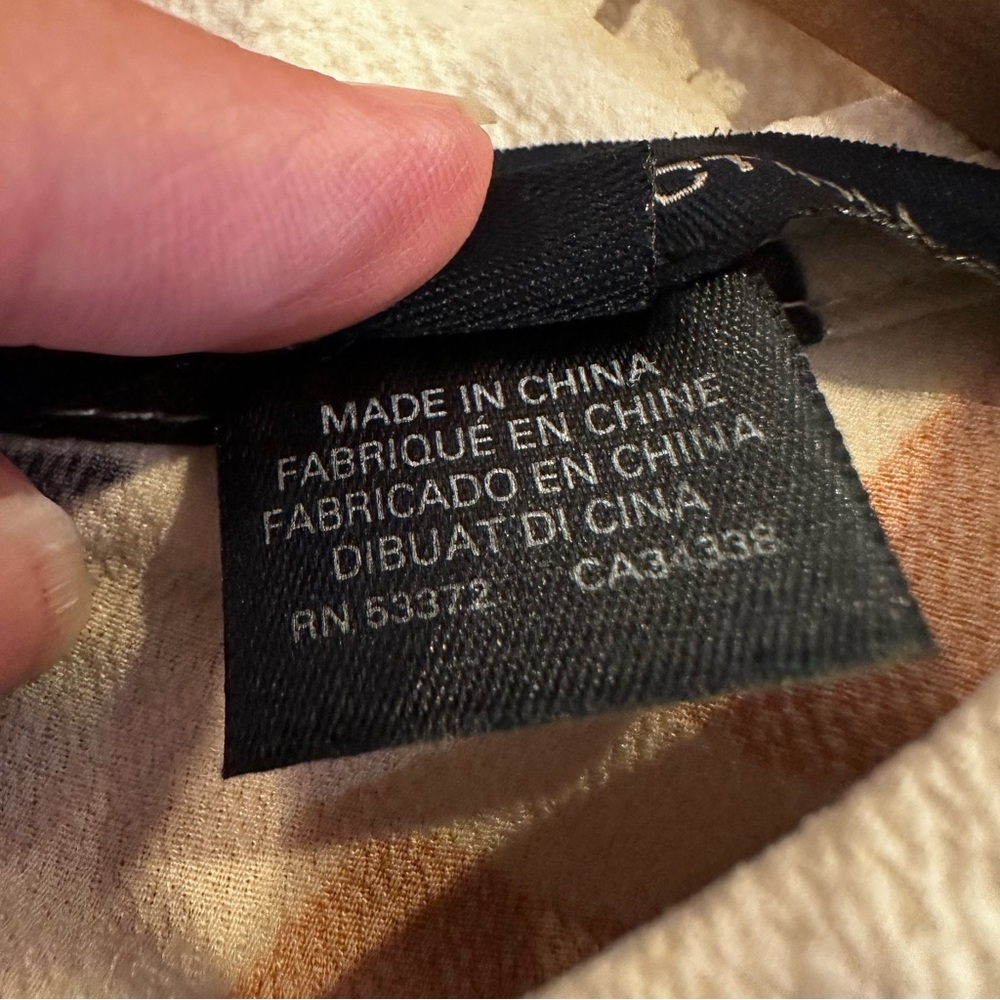 MADE IN CHINA
FABRIQUÉ EN CHINE
FABRICADO EN CHINA
DIBUAT DI CINA
RN 53372 CA34338